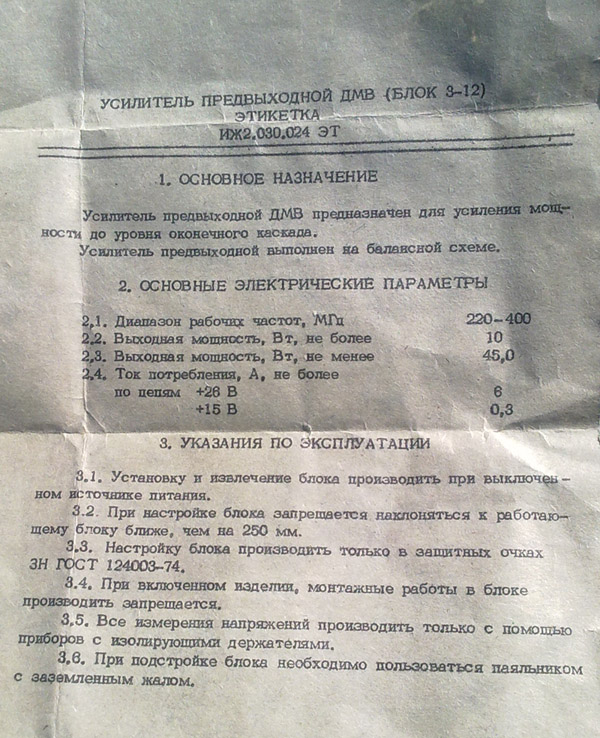 УСИЛИТЕЛЬ ПРЕДВЫХОДНОЙ ДМВ (БЛОК 3-12)
ЭТИКЕТКА
ИЖ2.030.024 ЭТ
1. ОСНОВНОЕ НАЗНАЧЕНИЕ
Усилитель предвыходной ДМВ предназначен для усиления мощ-
ности до уровня оконечного каскада.
Усилитель предвыходной выполнен на балансной схеме.
2. ОСНОВНЫЕ ЭЛЕКТРИЧЕСКИЕ ПАРАМЕТРЫ
2.1. Диапазон рабочих частот, МГц 220-400
2.2. Выходная мощность, Вт, не более 10
2.3. Выходная мощность, Вт, не менее 45,0
2.4. Ток потребления, А, не более
по цепям +26 В 6
+15 В 0,3
3. УКАЗАНИЯ ПО ЭКСПЛУАТАЦИИ
3.1. Установку и извлечение блока производить при выключен-
ном источнике питания.
3.2. При настройке блока запрещается наклоняться к работаю-
щему блоку ближе, чем на 250 мм.
3.3. Настройку блока производить только в защитных очках
ЗН ГОСТ 124003-74.
3.4. При включенном изделии, монтажные работы в блоке
производить запрещается.
3.5. Все измерения напряжений производить только с помощью
приборов с изолирующими держателями.
3.6. При подстройке блока необходимо пользоваться паяльником
с заземленным жалом.